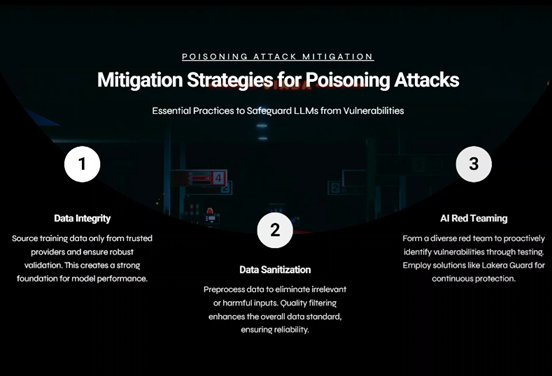 POISONING ATTACK MITIGATION
Mitigation Strategies for Poisoning Attacks
Essential Practices to Safeguard LLMs from Vulnerabilities
1
Data Integrity
Source training data only from trusted
providers and ensure robust
validation. This creates a strong
foundation for model performance.
2
Data Sanitization
Preprocess data to eliminate irrelevant
or harmful inputs. Quality filtering
enhances the overall data standard,
ensuring reliability.
3
AI Red Teaming
Form a diverse red team to proactively
identify vulnerabilities through testing.
Employ solutions like Lakera Guard for
continuous protection.
4
2